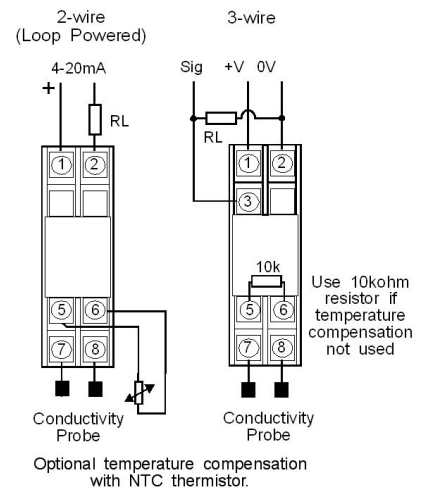 2-wire
(Loop Powered)
3-wire
4-20mA
Sig +V 0V
+
RL
RL
1 2
1 2
3
10k
5 6
5 6
7 8
7 8
Use 10kohm
resistor if
temperature
compensation
not used
Conductivity
Probe
Conductivity
Probe
Optional temperature compensation
with NTC thermistor.